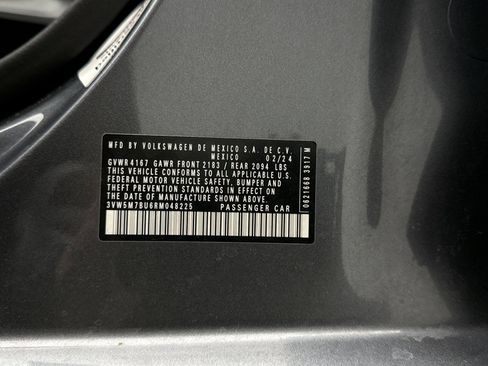 MFD BY VOLKSWAGEN DE MEXICO S.A. DE C.V.
MEXICO 02/24
GVWR 4167 GAWR FRONT 2183 / REAR 2094 LBS
THIS VEHICLE CONFORMS TO ALL APPLICABLE U.S.
FEDERAL MOTOR VEHICLE SAFETY, BUMPER AND
THEFT PREVENTION STANDARDS IN EFFECT ON
THE DATE OF MANUFACTURE SHOWN ABOVE.
3VW5M7BU6RM048225 PASSENGER CAR
0621668 3917 M